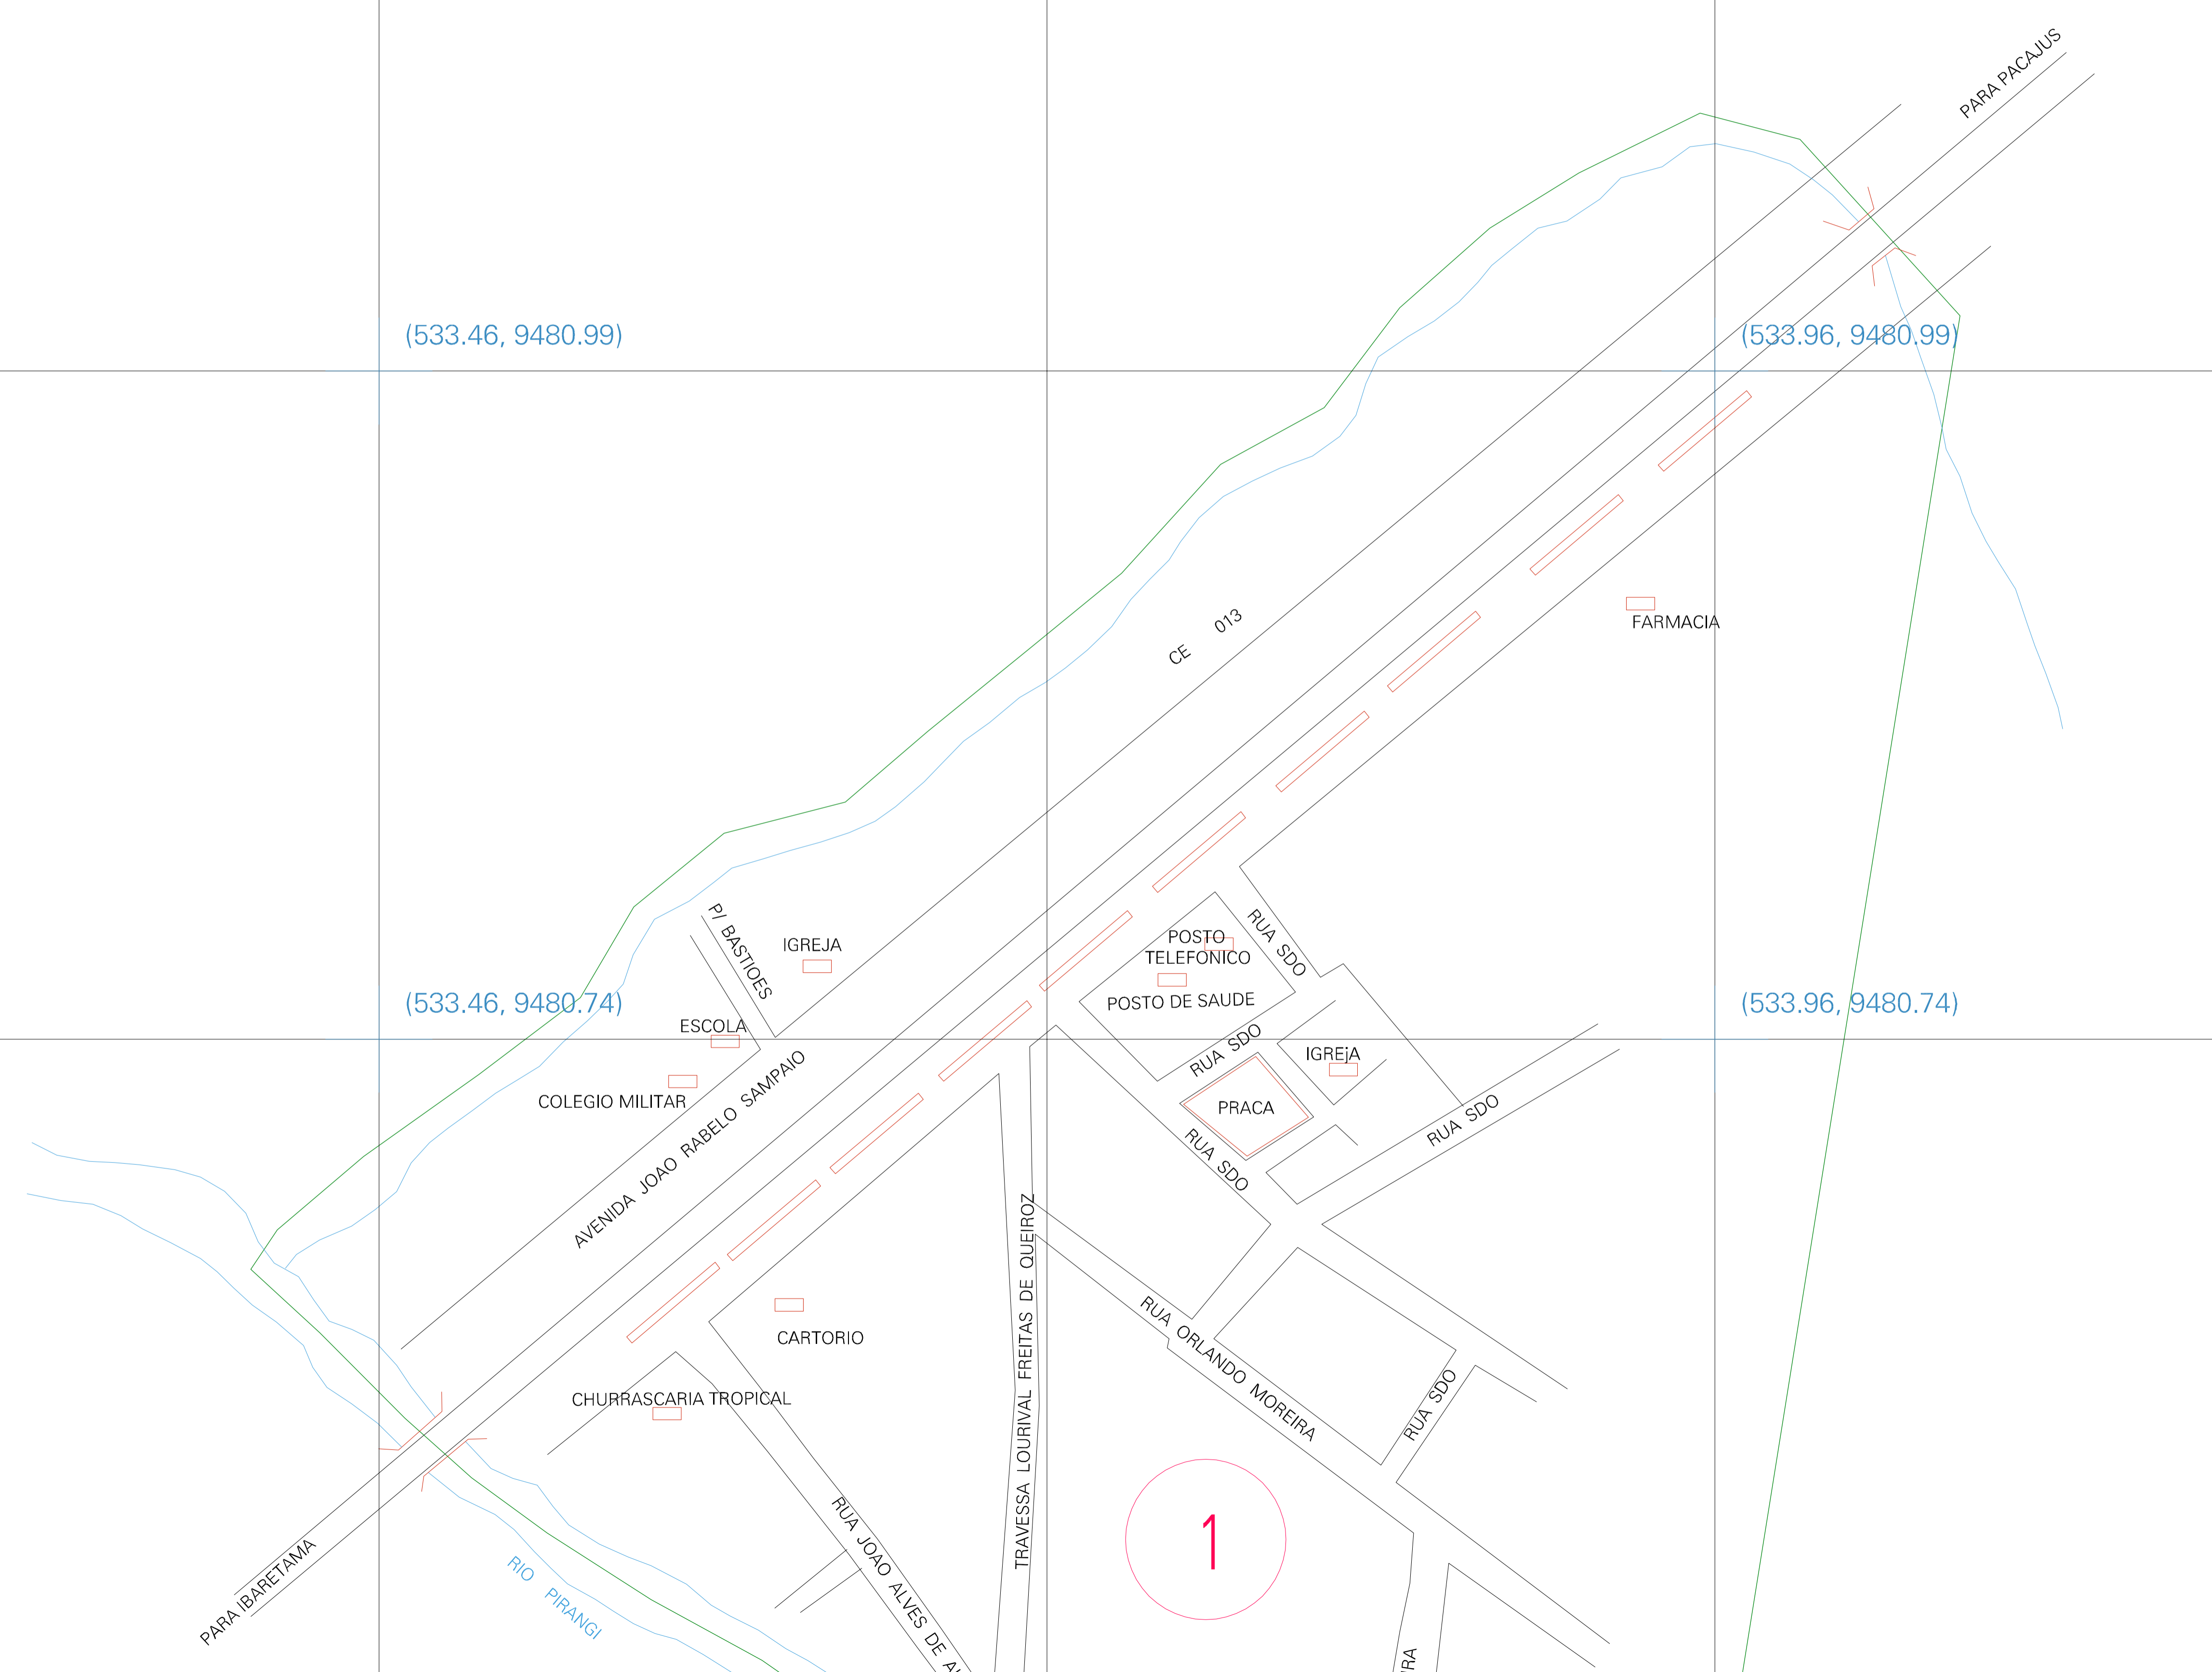 PARA PACAJUS
(533.46, 9480.99)
(533.96, 9480.99)
CE 013
FARMACIA
P/ BASTIOES
IGREJA
RUA SDO
POSTO
TELEFONICO
POSTO DE SAUDE
(533.46, 9480.74)
(533.96, 9480.74)
ESCOLA
RUA SDO
IGREjA
COLEGIO MILITAR
AVENIDA JOAO RABELO SAMPAIO
PRACA
RUA SDO
RUA SDO
TRAVESSA LOURIVAL FREITAS DE QUEIROZ
CARTORIO
RUA ORLANDO MOREIRA
CHURRASCARIA TROPICAL
RUA SDO
1
RUA JOAO ALVES DE
PARA IBARETAMA
RIO PIRANGI